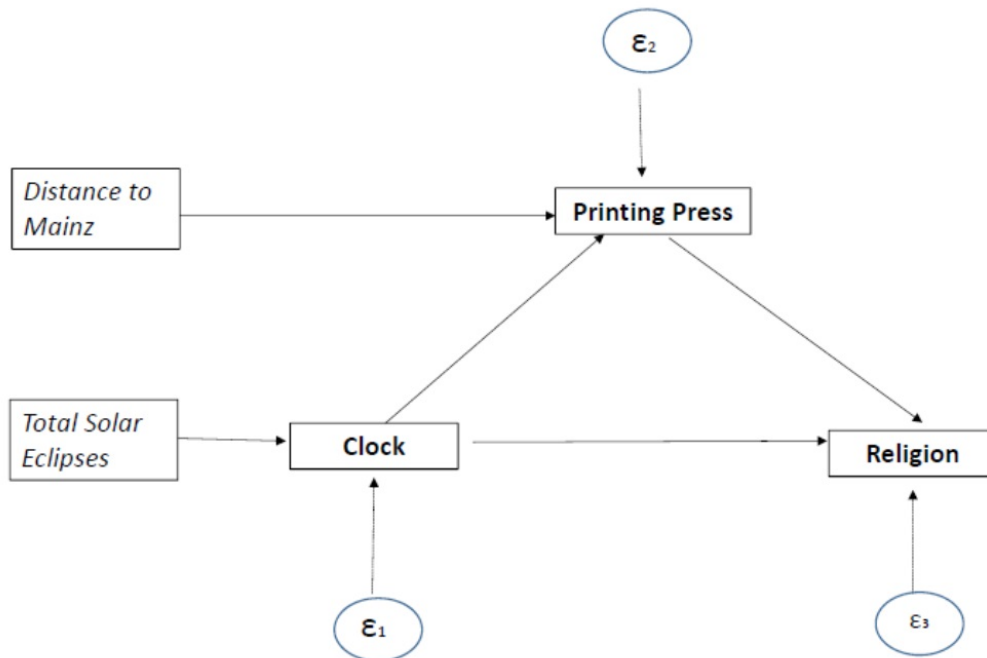 ε₂
Distance to
Mainz
Printing Press
Total Solar
Eclipses
Clock
Religion
ε₁
ε₃